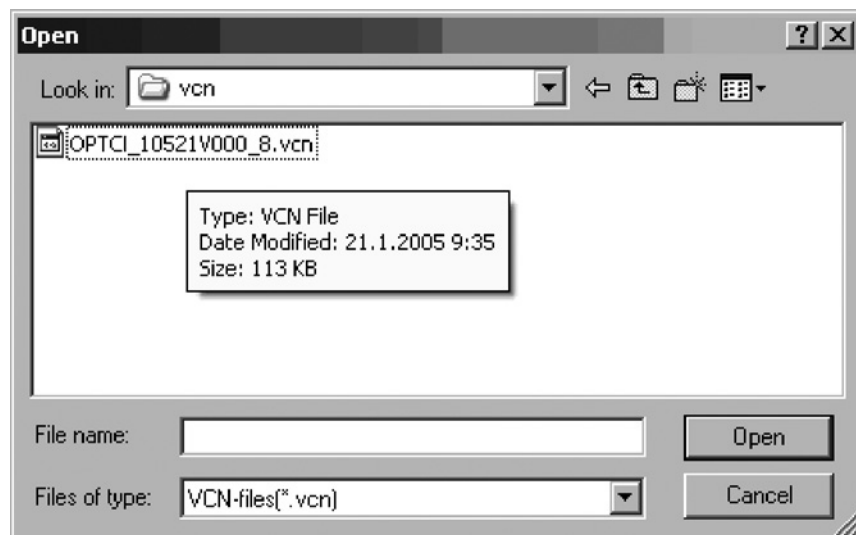 Open
Look in: vcn
OPTCI_10521V000_8.vcn
Type: VCN File
Date Modified: 21.1.2005 9:35
Size: 113 KB
File name:
Open
Files of type: VCN-files(*.vcn)
Cancel